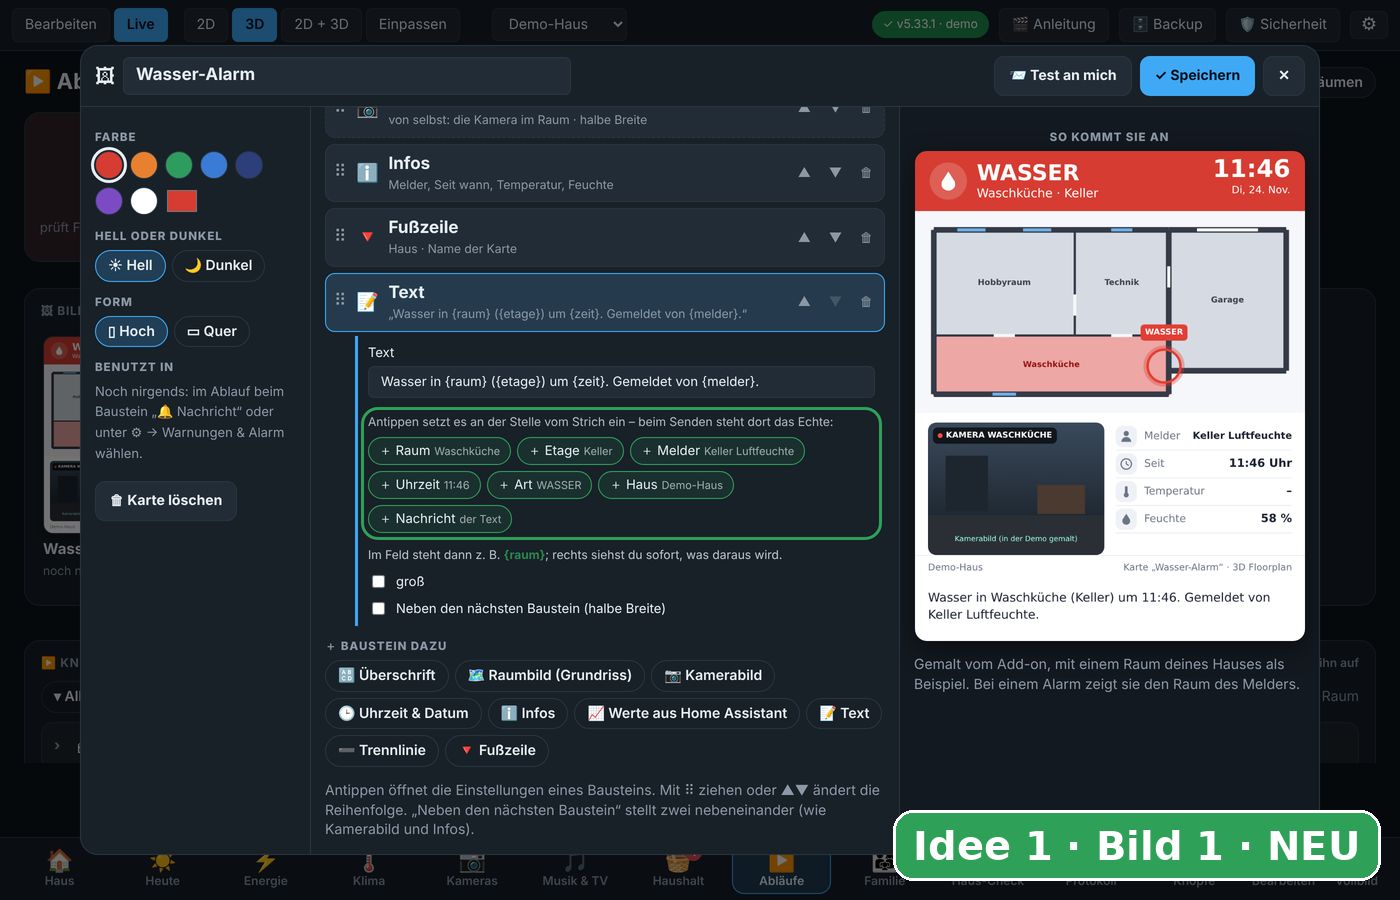 Bearbeiten Live 2D 3D 2D + 3D Einpassen Demo-Haus ✓ v5.33.1 · demo 🎬 Anleitung 🗄️ Backup 🛡️ Sicherheit ⚙
Wasser-Alarm 📨 Test an mich ✓ Speichern ✕
FARBE
HELL ODER DUNKEL
☀ Hell 🌙 Dunkel
FORM
▯ Hoch ▭ Quer
BENUTZT IN
Noch nirgends: im Ablauf beim
Baustein „🔔 Nachricht“ oder
unter ⚙ → Warnungen & Alarm
wählen.
🗑 Karte löschen
von selbst: die Kamera im Raum · halbe Breite
Infos
Melder, Seit wann, Temperatur, Feuchte
Fußzeile
Haus · Name der Karte
Text
„Wasser in {raum} ({etage}) um {zeit}. Gemeldet von {melder}.“
Text
Wasser in {raum} ({etage}) um {zeit}. Gemeldet von {melder}.
Antippen setzt es an der Stelle vom Strich ein – beim Senden steht dort das Echte:
+ Raum Waschküche + Etage Keller + Melder Keller Luftfeuchte
+ Uhrzeit 11:46 + Art WASSER + Haus Demo-Haus
+ Nachricht der Text
Im Feld steht dann z. B. {raum}; rechts siehst du sofort, was daraus wird.
groß
Neben den nächsten Baustein (halbe Breite)
+ BAUSTEIN DAZU
🔠 Überschrift 🗺️ Raumbild (Grundriss) 📷 Kamerabild
🕒 Uhrzeit & Datum ℹ️ Infos 📈 Werte aus Home Assistant 📝 Text
➖ Trennlinie 🔻 Fußzeile
Antippen öffnet die Einstellungen eines Bausteins. Mit ⠿ ziehen oder ▲▼ ändert die
Reihenfolge. „Neben den nächsten Baustein“ stellt zwei nebeneinander (wie
Kamerabild und Infos).
SO KOMMT SIE AN
WASSER 11:46
Waschküche · Keller Di, 24. Nov.
Hobbyraum Technik Garage
WASSER
Waschküche
KAMERA WASCHKÜCHE
Kamerabild (in der Demo gemalt)
Melder Keller Luftfeuchte
Seit 11:46 Uhr
Temperatur –
Feuchte 58 %
Demo-Haus Karte „Wasser-Alarm“ · 3D Floorplan
Wasser in Waschküche (Keller) um 11:46. Gemeldet von
Keller Luftfeuchte.
Gemalt vom Add-on, mit einem Raum deines Hauses als
Beispiel. Bei einem Alarm zeigt sie den Raum des Melders.
Idee 1 · Bild 1 · NEU
Haus Heute Energie Klima Kameras Musik & TV Haushalt Abläufe Familie